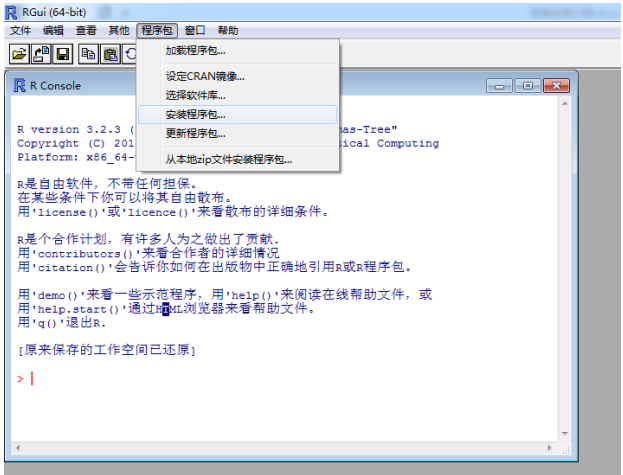 RGui (64-bit)
文件 编辑 查看 其他 程序包 窗口 帮助
加载程序包...
设定CRAN镜像...
选择软件库...
安装程序包...
更新程序包...
从本地zip文件安装程序包...
R Console
R version 3.2.3 ( mas-Tree"
Copyright (C) 201 ical Computing
Platform: x86_64-
R是自由软件，不带任何担保。
在某些条件下你可以将其自由散布。
用'license()'或'licence()'来看散布的详细条件。
R是个合作计划，有许多人为之做出了贡献.
用'contributors()'来看合作者的详细情况
用'citation()'会告诉你如何在出版物中正确地引用R或R程序包。
用'demo()'来看一些示范程序，用'help()'来阅读在线帮助文件，或
用'help.start()'通过HTML浏览器来看帮助文件。
用'q()'退出R.
[原来保存的工作空间已还原]
>